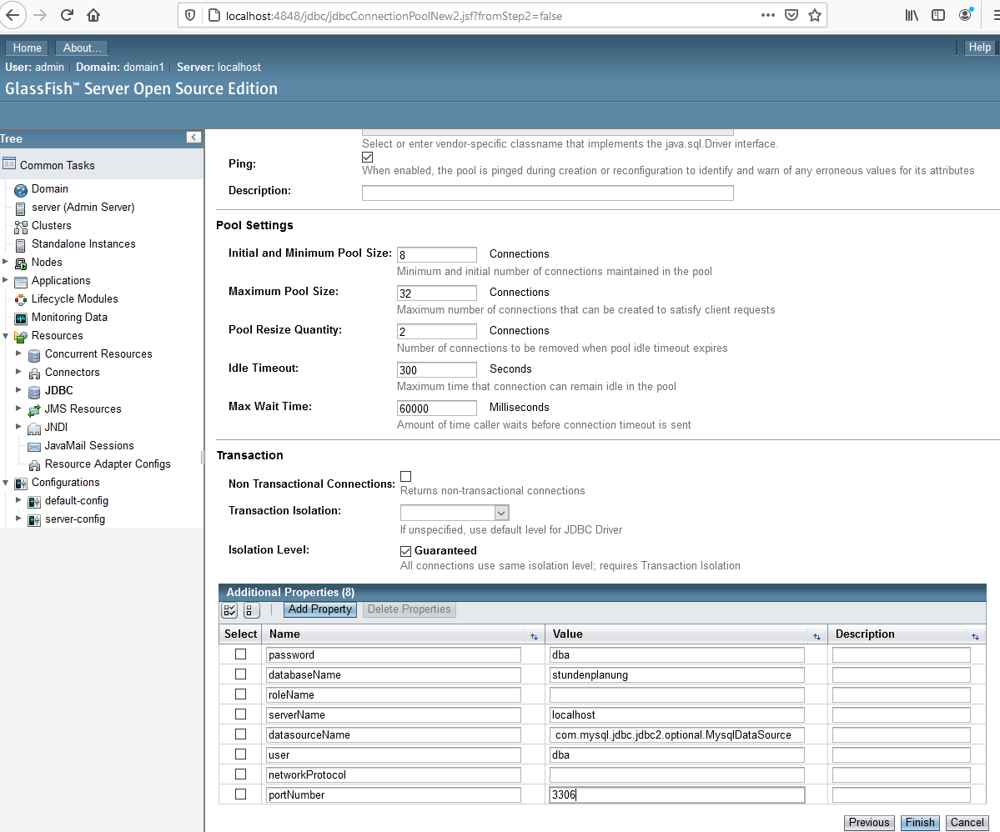 localhost:4848/jdbc/jdbcConnectionPoolNew2.jsf?fromStep2=false
Home About... Help
User: admin Domain: domain1 Server: localhost
GlassFish™ Server Open Source Edition
Tree
Common Tasks
Domain
server (Admin Server)
Clusters
Standalone Instances
Nodes
Applications
Lifecycle Modules
Monitoring Data
Resources
Concurrent Resources
Connectors
JDBC
JMS Resources
JNDI
JavaMail Sessions
Resource Adapter Configs
Configurations
default-config
server-config
Select or enter vendor-specific classname that implements the java.sql.Driver interface.
Ping:
When enabled, the pool is pinged during creation or reconfiguration to identify and warn of any erroneous values for its attributes
Description:
Pool Settings
Initial and Minimum Pool Size: 8 Connections
Minimum and initial number of connections maintained in the pool
Maximum Pool Size: 32 Connections
Maximum number of connections that can be created to satisfy client requests
Pool Resize Quantity: 2 Connections
Number of connections to be removed when pool idle timeout expires
Idle Timeout: 300 Seconds
Maximum time that connection can remain idle in the pool
Max Wait Time: 60000 Milliseconds
Amount of time caller waits before connection timeout is sent
Transaction
Non Transactional Connections:
Returns non-transactional connections
Transaction Isolation:
If unspecified, use default level for JDBC Driver
Isolation Level: Guaranteed
All connections use same isolation level; requires Transaction Isolation
Additional Properties (8)
Add Property Delete Properties
Select Name Value Description
password dba
databaseName stundenplanung
roleName
serverName localhost
datasourceName com.mysql.jdbc.jdbc2.optional.MysqlDataSource
user dba
networkProtocol
portNumber 3306
Previous Finish Cancel